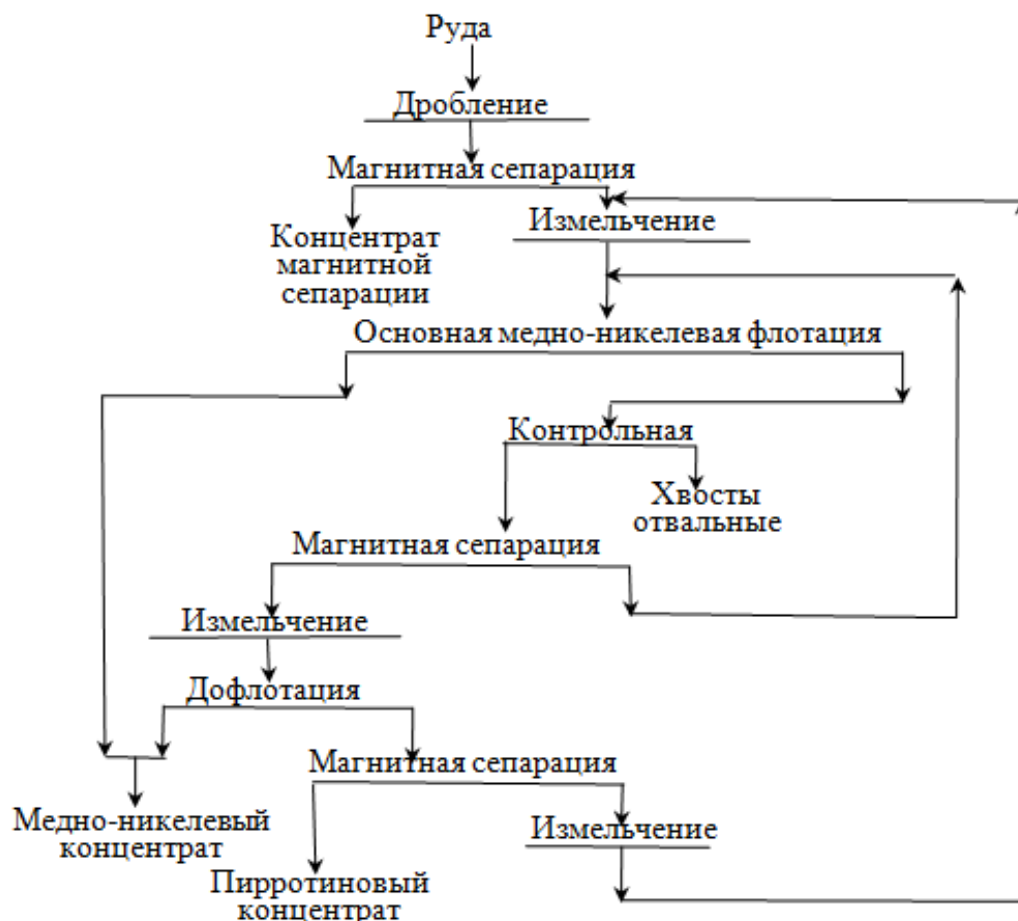 Руда
Дробление
Магнитная сепарация
Концентрат
магнитной
сепарации
Измельчение
Основная медно-никелевая флотация
Контрольная
Хвосты
отвальные
Магнитная сепарация
Измельчение
Дофлотация
Магнитная сепарация
Медно-никелевый
концентрат
Измельчение
Пирротиновый
концентрат